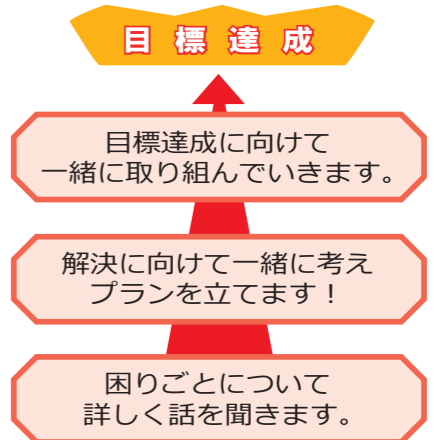 目標達成
目標達成に向けて
一緒に取り組んでいきます。
解決に向けて一緒に考え
プランを立てます！
困りごとについて
詳しく話を聞きます。